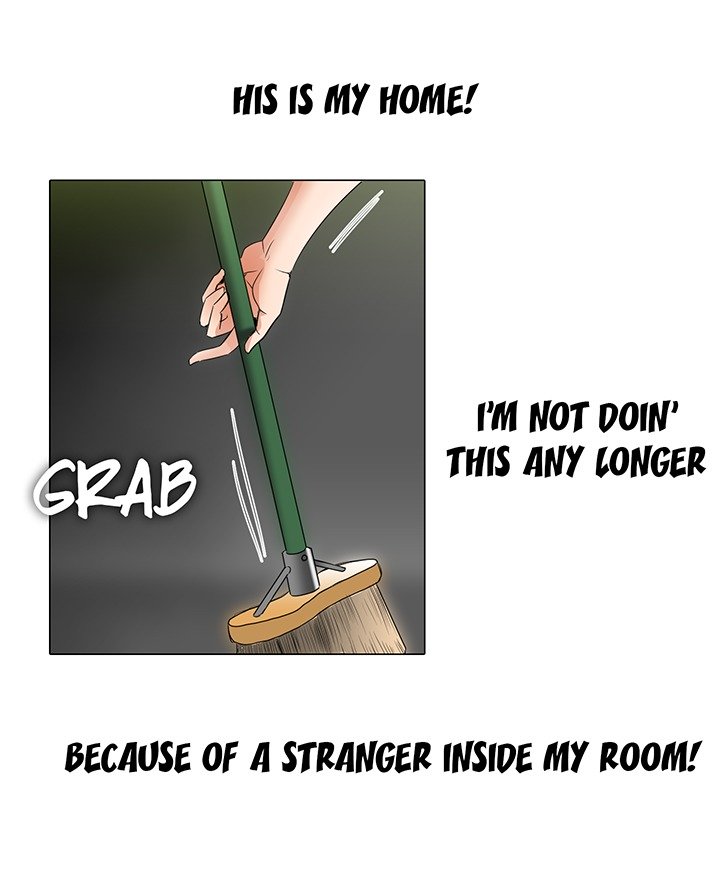 HIS IS MY HOME!
GRAB
I'M NOT DOIN'
THIS ANY LONGER
BECAUSE OF A STRANGER INSIDE MY ROOM!